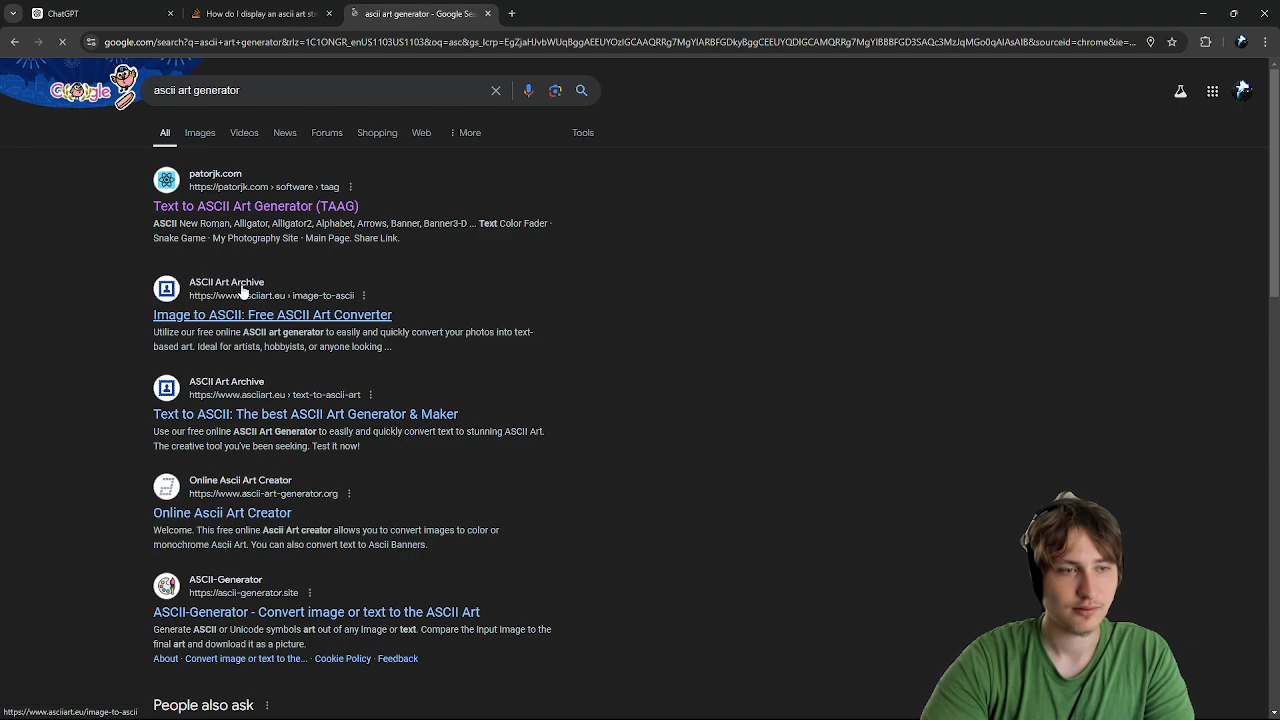 ChatGPT
How do I display an ascii art str
ascii art generator - Google Sea
google.com/search?q=ascii+art+generator&rlz=1C1ONGR_enUS1103US1103&oq=asc&gs_lcrp=EgZjaHJvbWUqBggAEEUYOzIGCAAQRRg7MgYIARBFGDkyBggCEEUYQDIGCAMQRRg7MgYIBBBFGD3SAQc3MzJqMGo0qAIAsAIB&sourceid=chrome&ie=...
Google
ascii art generator
All
Images
Videos
News
Forums
Shopping
Web
More
Tools
patorjk.com
https://patorjk.com › software › taag
Text to ASCII Art Generator (TAAG)
ASCII New Roman, Alligator, Alligator2, Alphabet, Arrows, Banner, Banner3-D ... Text Color Fader ·
Snake Game · My Photography Site · Main Page. Share Link.
ASCII Art Archive
https://www.asciiart.eu › image-to-ascii
Image to ASCII: Free ASCII Art Converter
Utilize our free online ASCII art generator to easily and quickly convert your photos into text-
based art. Ideal for artists, hobbyists, or anyone looking ...
ASCII Art Archive
https://www.asciiart.eu › text-to-ascii-art
Text to ASCII: The best ASCII Art Generator & Maker
Use our free online ASCII Art Generator to easily and quickly convert text to stunning ASCII Art.
The creative tool you've been seeking. Test it now!
Online Ascii Art Creator
https://www.ascii-art-generator.org
Online Ascii Art Creator
Welcome. This free online Ascii Art creator allows you to convert images to color or
monochrome Ascii Art. You can also convert text to Ascii Banners.
ASCII-Generator
https://ascii-generator.site
ASCII-Generator - Convert image or text to the ASCII Art
Generate ASCII or Unicode symbols art out of any image or text. Compare the input image to the
final art and download it as a picture.
About · Convert image or text to the... · Cookie Policy · Feedback
People also ask
https://www.asciiart.eu/image-to-ascii